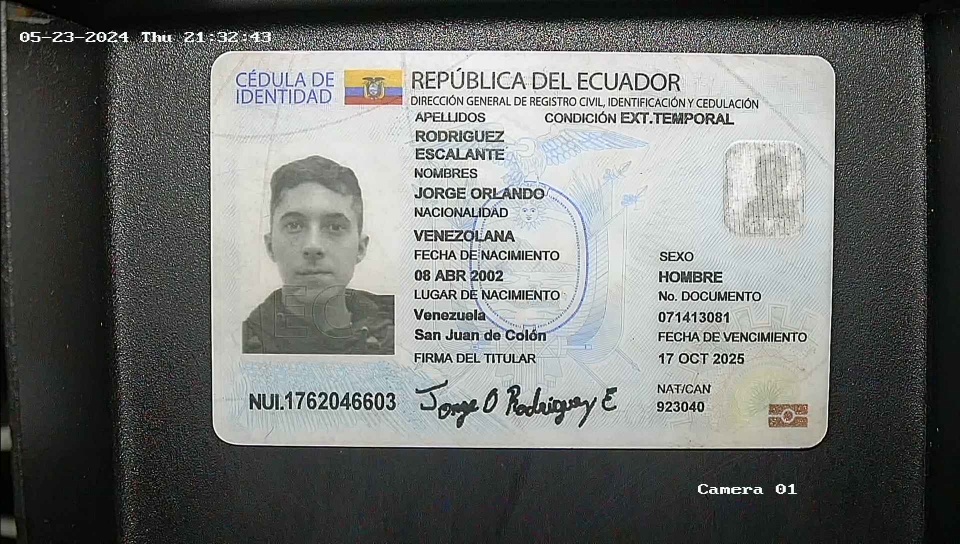 05-23-2024 Thu 21:32:43
CÉDULA DE
IDENTIDAD
REPÚBLICA DEL ECUADOR
DIRECCIÓN GENERAL DE REGISTRO CIVIL, IDENTIFICACIÓN Y CEDULACIÓN
APELLIDOS
CONDICIÓN EXT.TEMPORAL
RODRIGUEZ
ESCALANTE
NOMBRES
JORGE ORLANDO
NACIONALIDAD
VENEZOLANA
FECHA DE NACIMIENTO
08 ABR 2002
LUGAR DE NACIMIENTO
Venezuela
San Juan de Colón
FIRMA DEL TITULAR
SEXO
HOMBRE
No. DOCUMENTO
071413081
FECHA DE VENCIMIENTO
17 OCT 2025
NAT/CAN
923040
NUI.1762046603
Jorge O Rodriguez E
EC
Camera 01